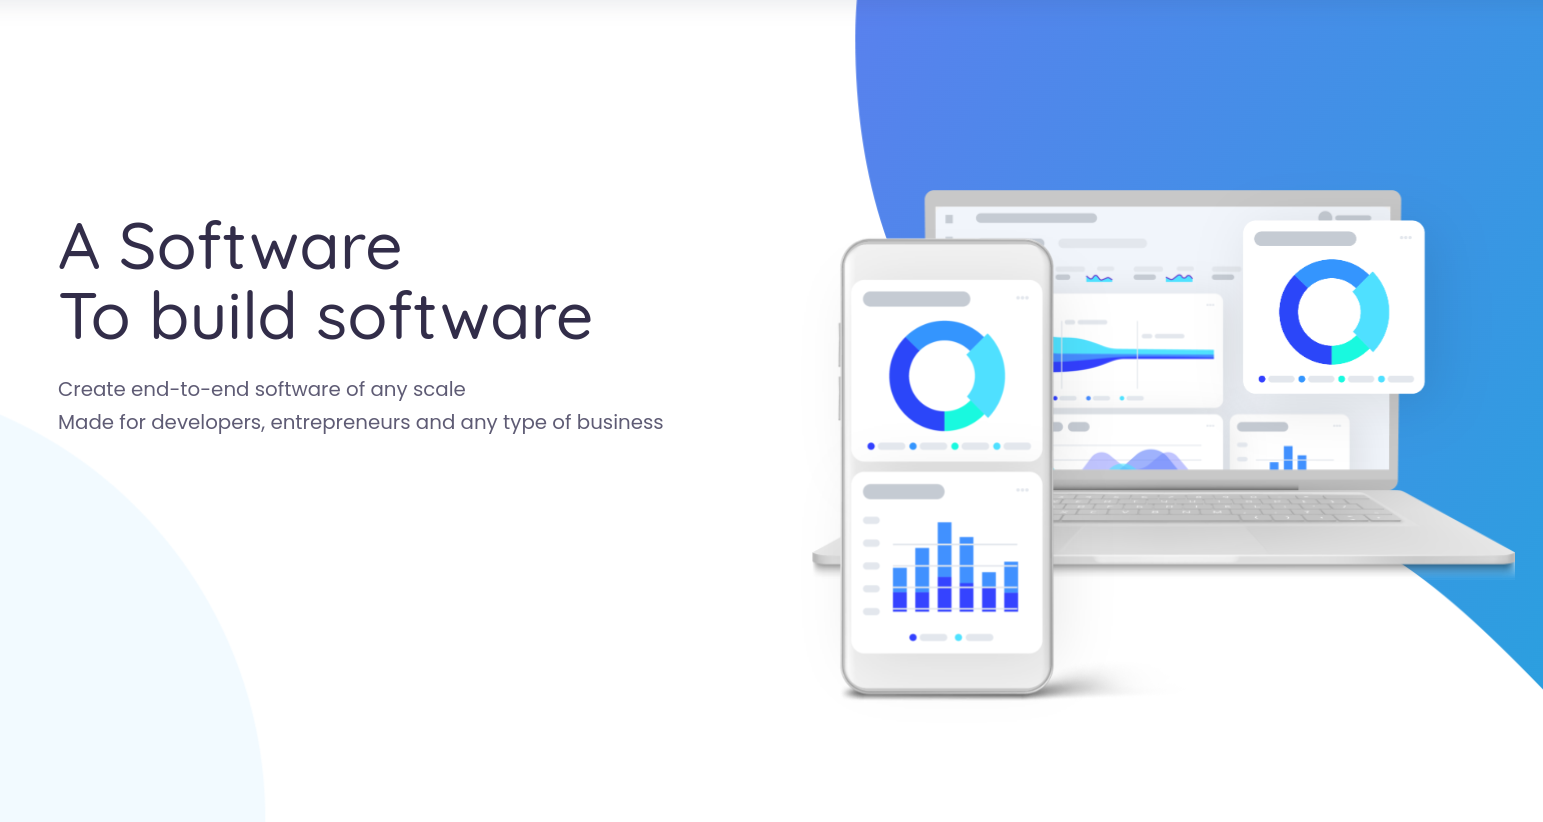 A Software
To build software
Create end-to-end software of any scale
Made for developers, entrepreneurs and any type of business